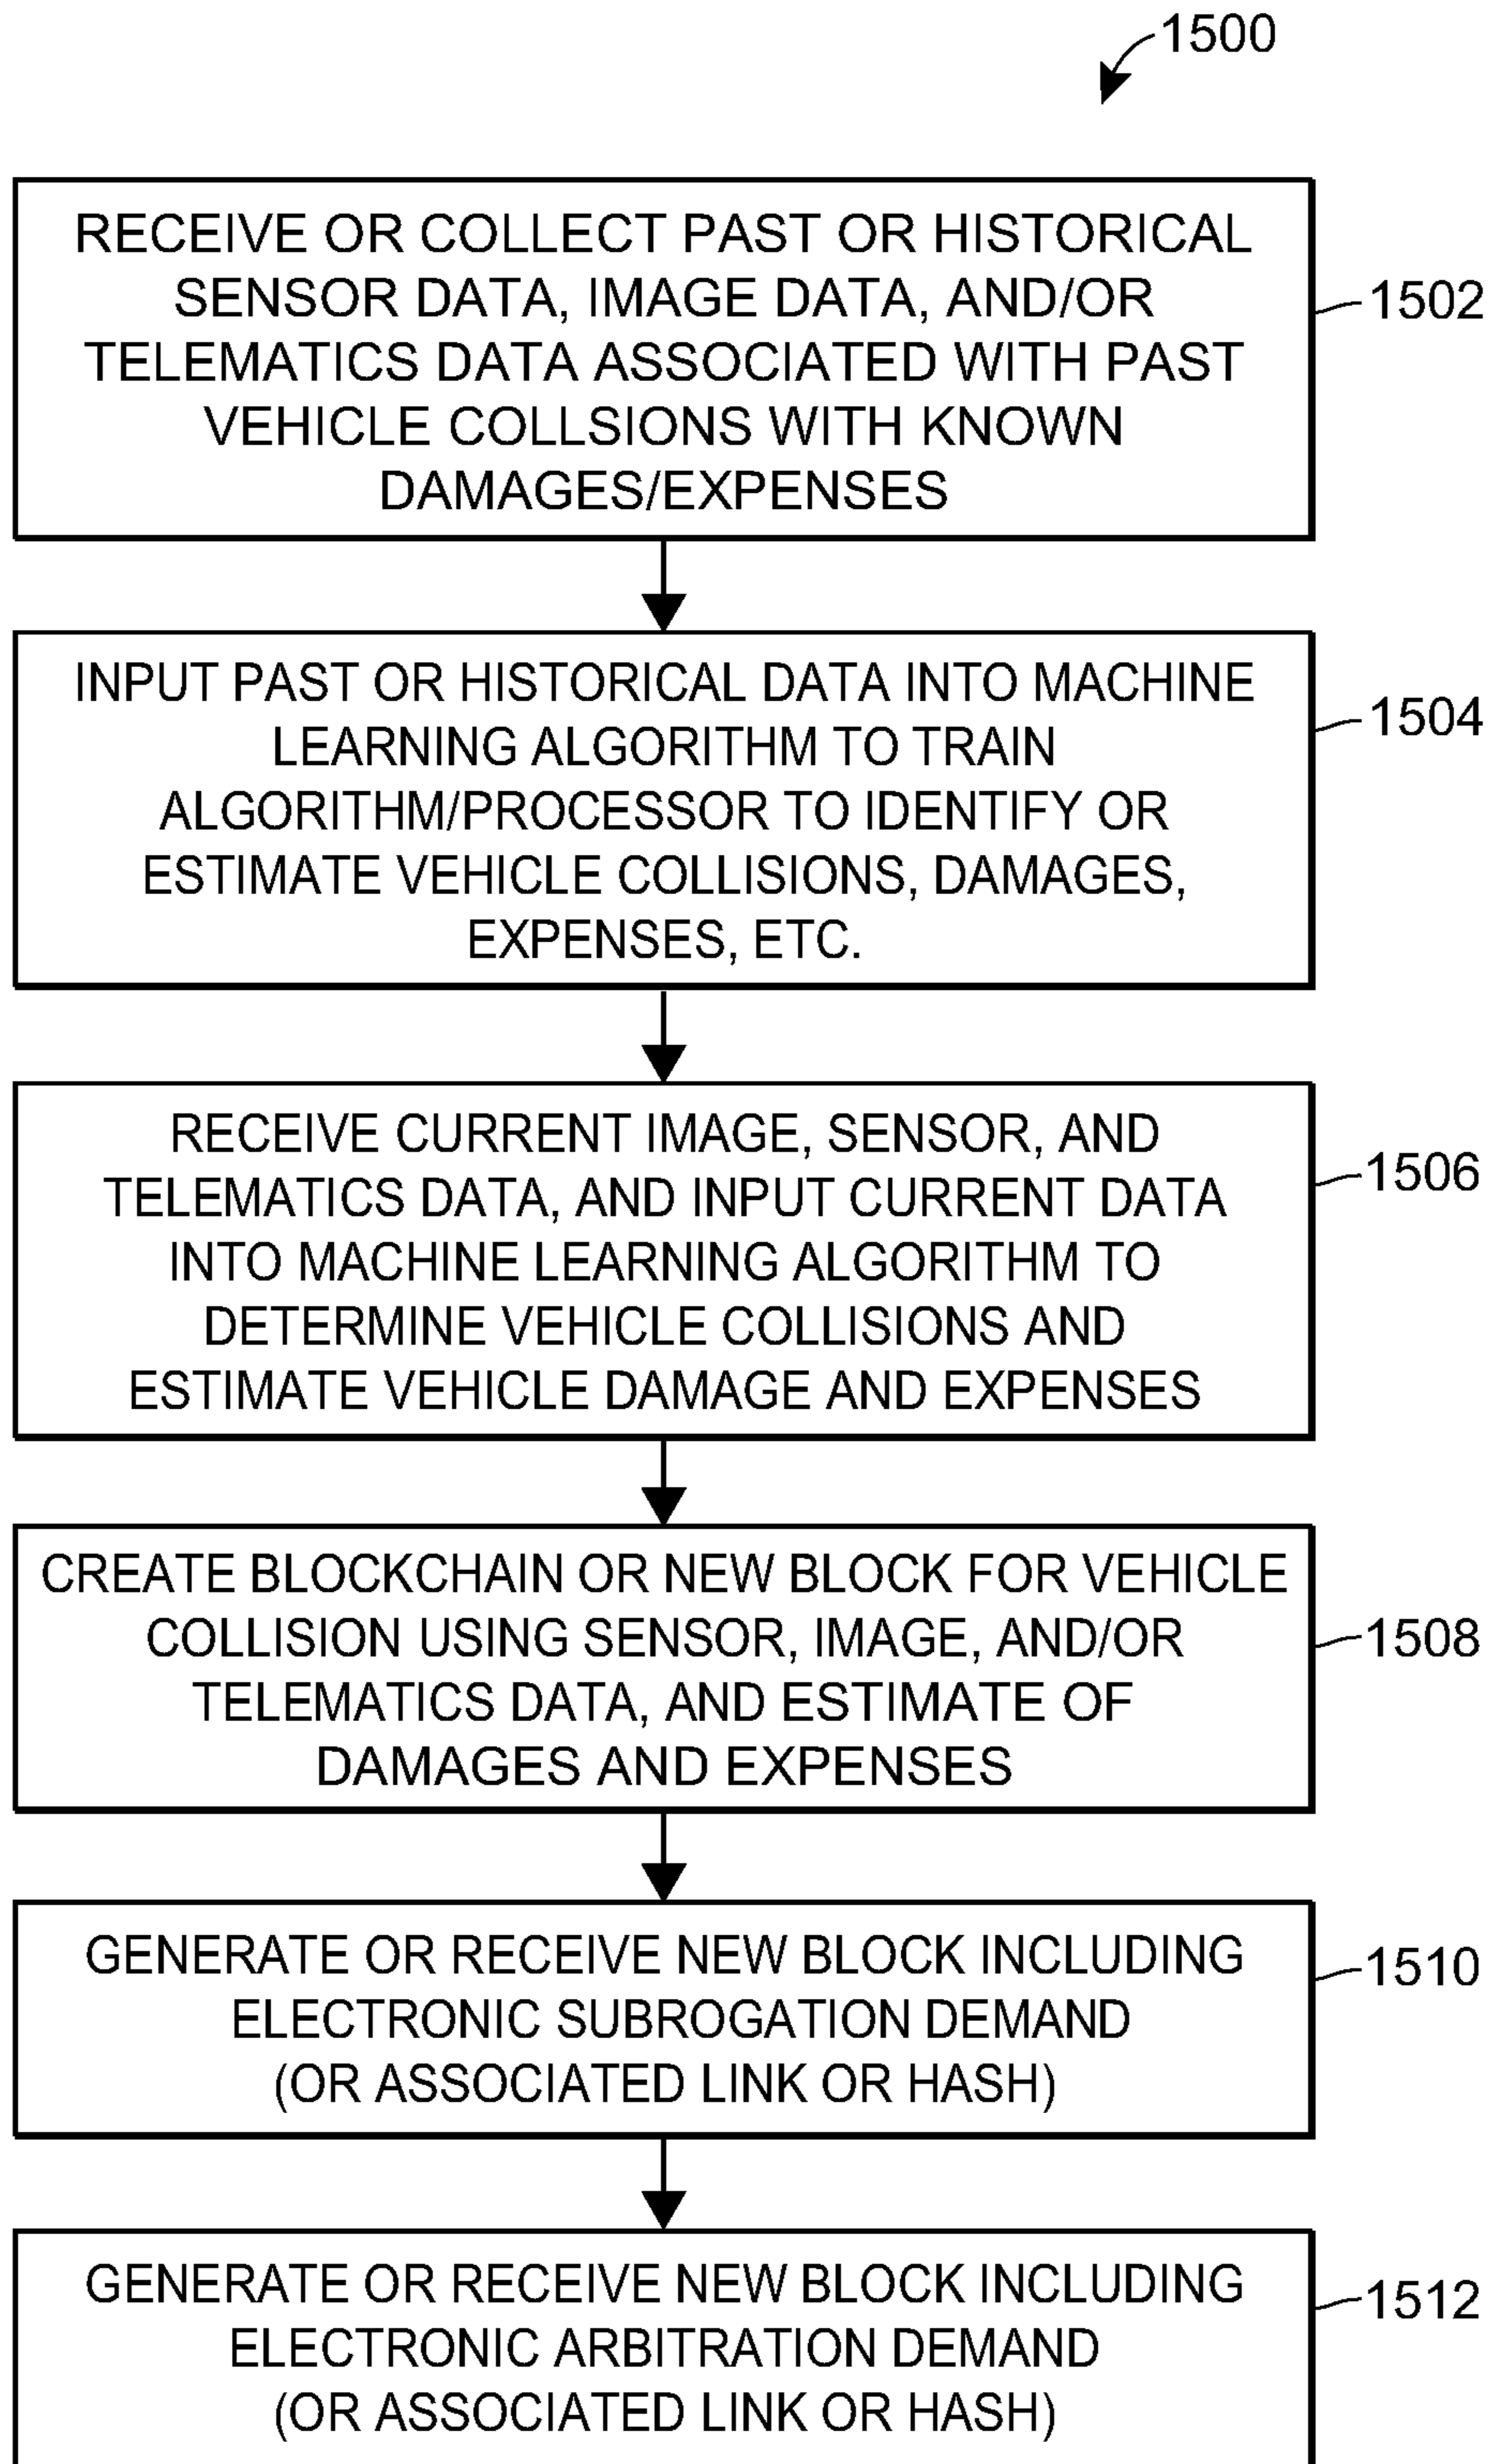 1500
RECEIVE OR COLLECT PAST OR HISTORICAL
SENSOR DATA, IMAGE DATA, AND/OR
TELEMATICS DATA ASSOCIATED WITH PAST
VEHICLE COLLSIONS WITH KNOWN
DAMAGES/EXPENSES
1502
INPUT PAST OR HISTORICAL DATA INTO MACHINE
LEARNING ALGORITHM TO TRAIN
ALGORITHM/PROCESSOR TO IDENTIFY OR
ESTIMATE VEHICLE COLLISIONS, DAMAGES,
EXPENSES, ETC.
1504
RECEIVE CURRENT IMAGE, SENSOR, AND
TELEMATICS DATA, AND INPUT CURRENT DATA
INTO MACHINE LEARNING ALGORITHM TO
DETERMINE VEHICLE COLLISIONS AND
ESTIMATE VEHICLE DAMAGE AND EXPENSES
1506
CREATE BLOCKCHAIN OR NEW BLOCK FOR VEHICLE
COLLISION USING SENSOR, IMAGE, AND/OR
TELEMATICS DATA, AND ESTIMATE OF
DAMAGES AND EXPENSES
1508
GENERATE OR RECEIVE NEW BLOCK INCLUDING
ELECTRONIC SUBROGATION DEMAND
(OR ASSOCIATED LINK OR HASH)
1510
GENERATE OR RECEIVE NEW BLOCK INCLUDING
ELECTRONIC ARBITRATION DEMAND
(OR ASSOCIATED LINK OR HASH)
1512